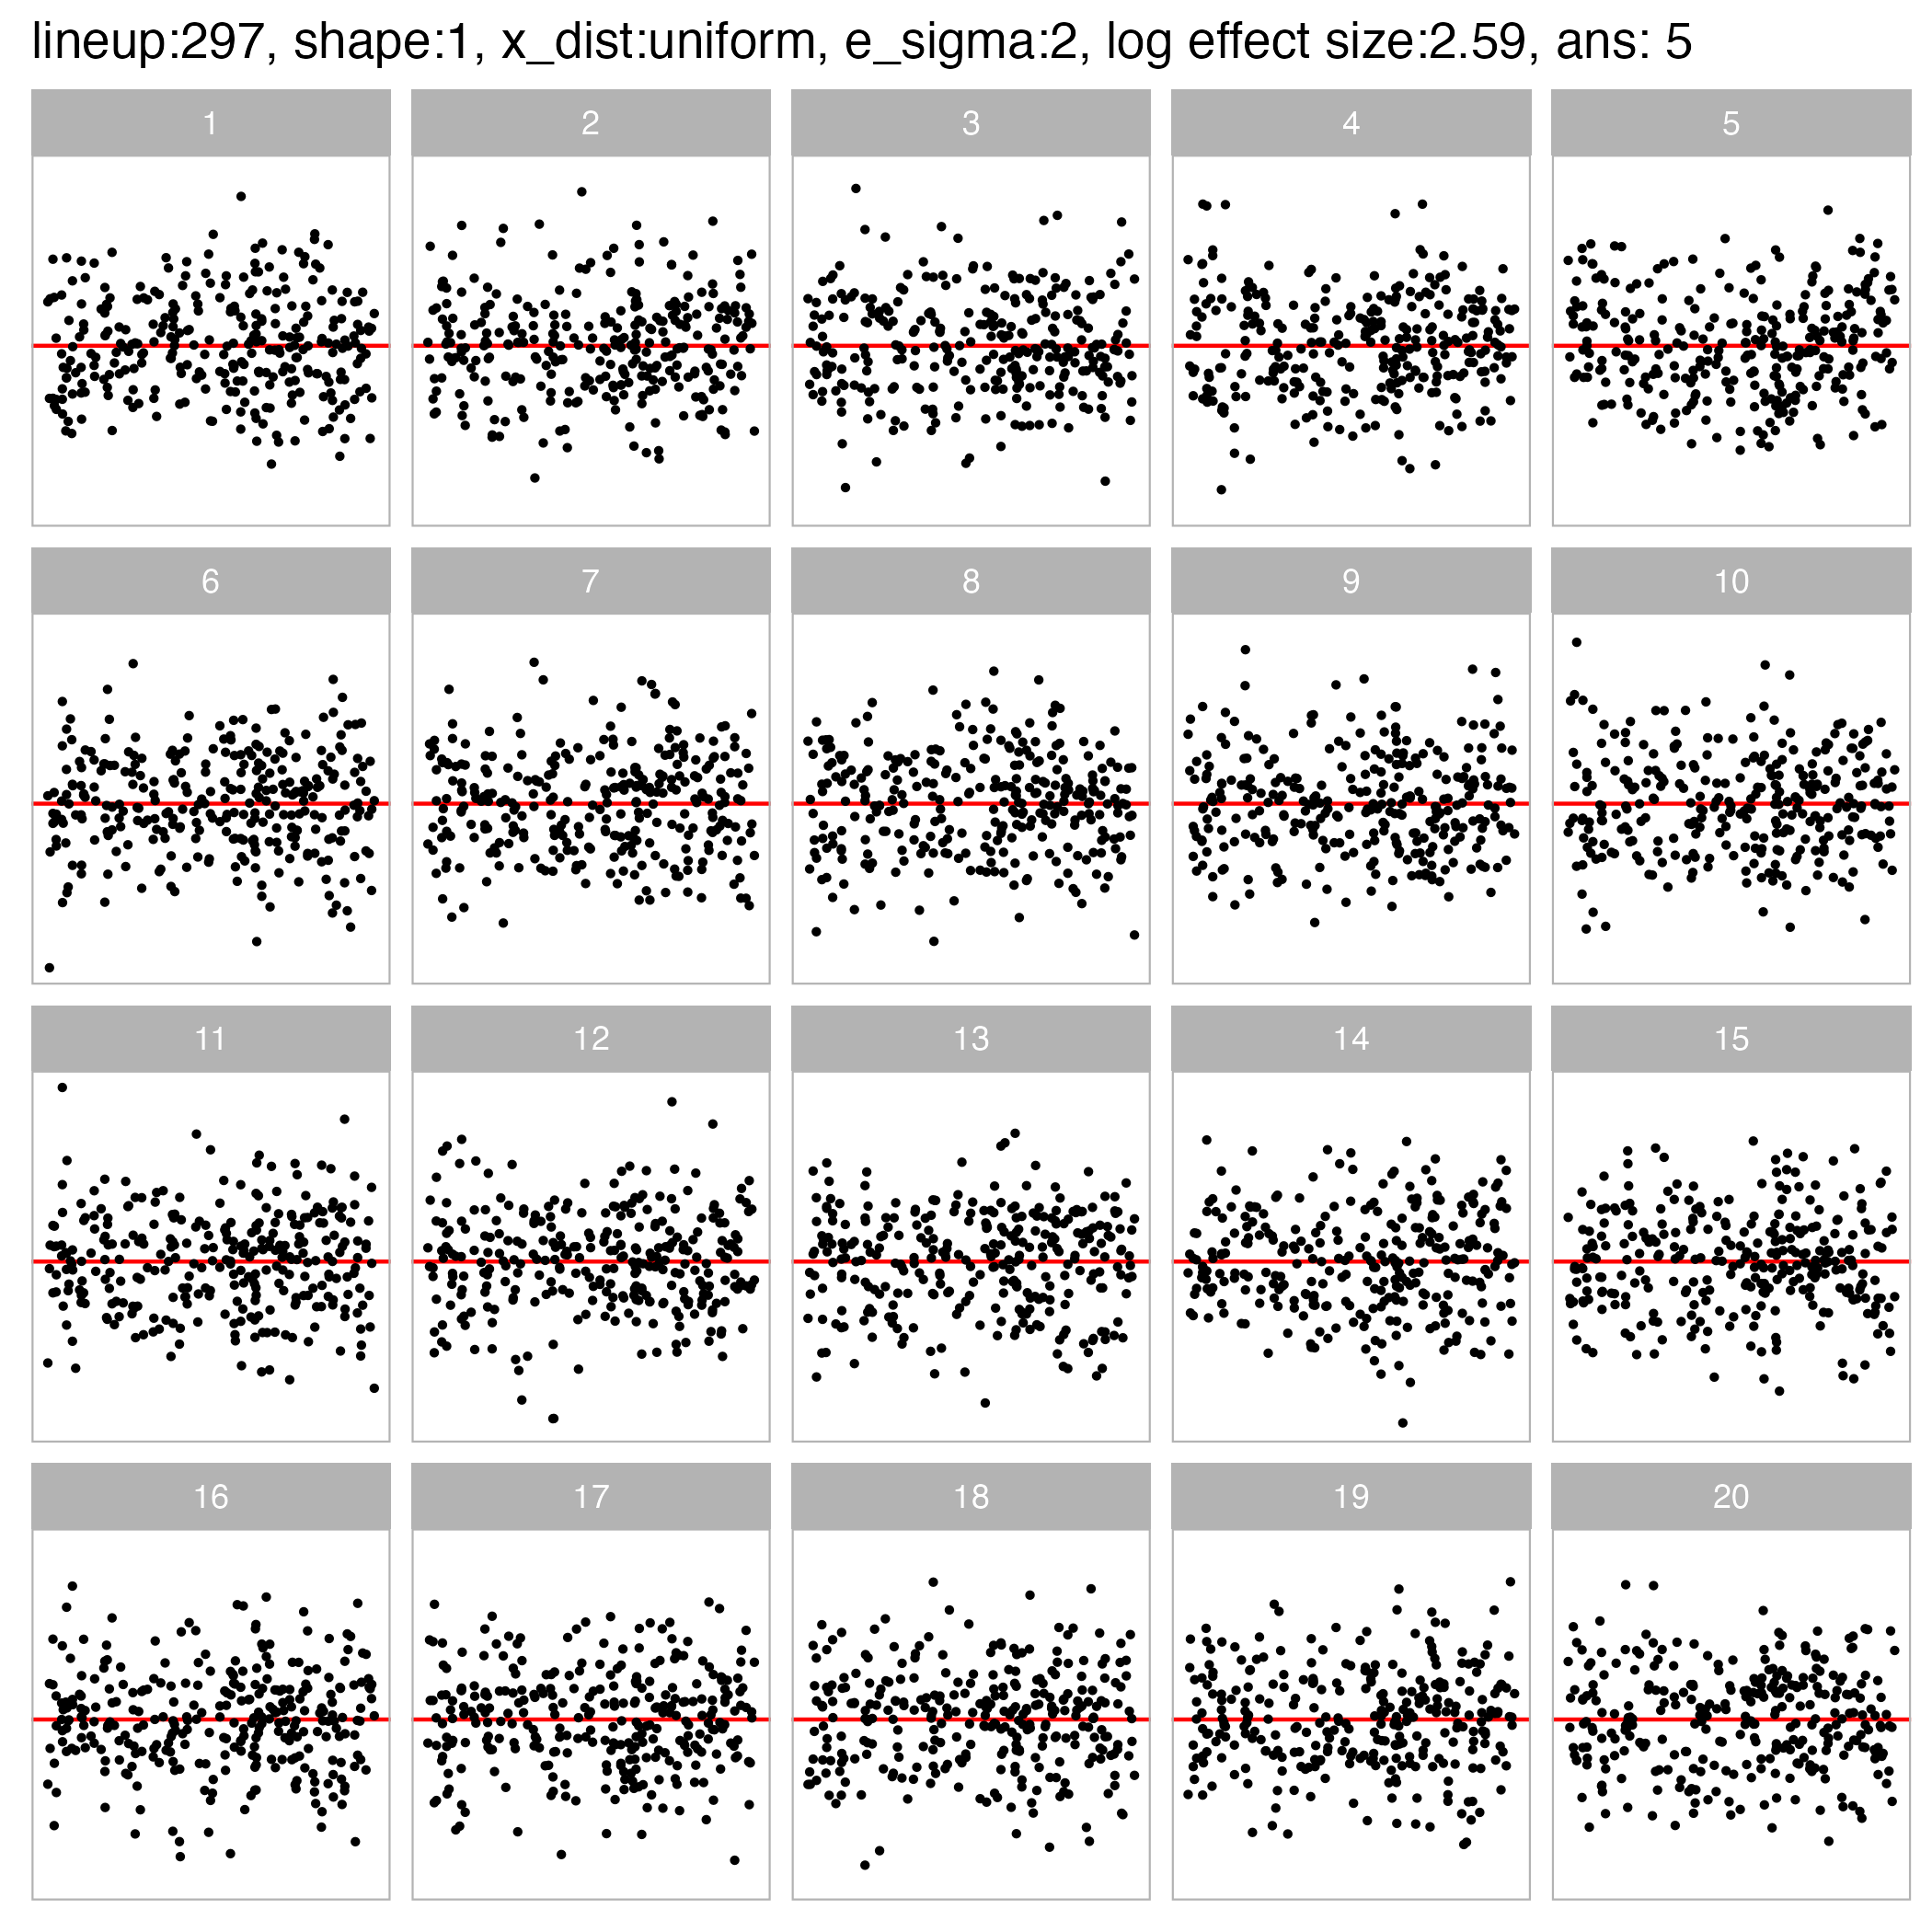 lineup:297, shape:1, x_dist:uniform, e_sigma:2, log effect size:2.59, ans: 5
1 2 3 4 5
6 7 8 9 10
11 12 13 14 15
16 17 18 19 20